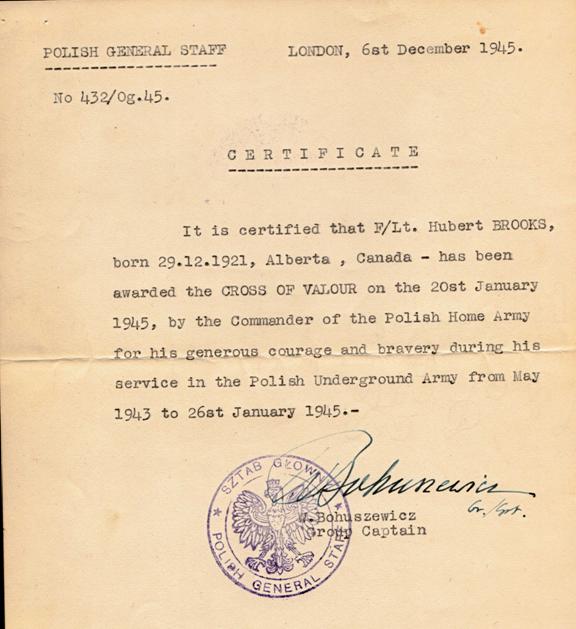 POLISH GENERAL STAFF
LONDON, 6st December 1945.
No 432/Og.45.
CERTIFICATE
It is certified that F/Lt. Hubert BROOKS,
born 29.12.1921, Alberta , Canada - has been
awarded the CROSS OF VALOUR on the 20st January
1945, by the Commander of the Polish Home Army
for his generous courage and bravery during his
service in the Polish Underground Army from May
1943 to 26st January 1945.-
SZTAB GŁÓWNY
POLISH GENERAL STAFF
Bohuszewicz
Gr. Kpt.
W.Bohuszewicz
Group Captain